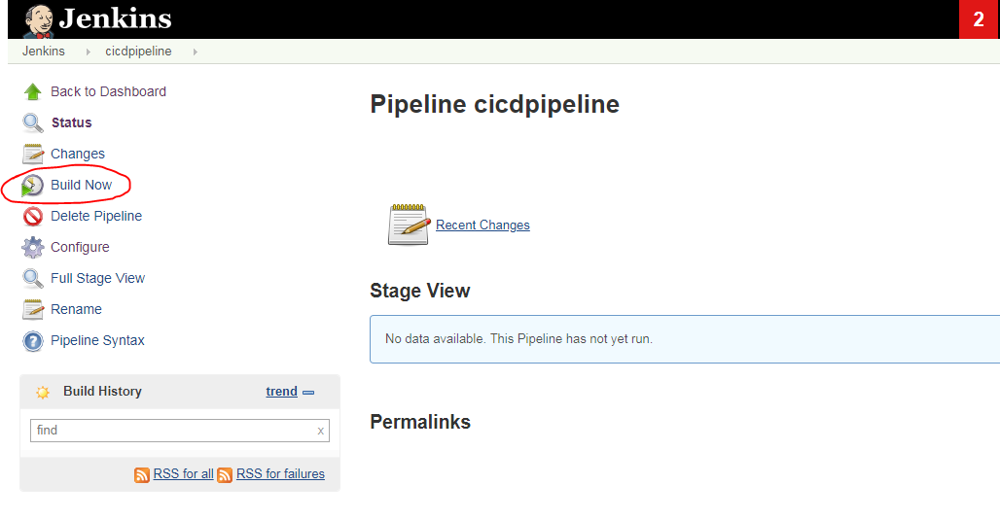 Jenkins
2
Jenkins cicdpipeline
Back to Dashboard
Status
Changes
Build Now
Delete Pipeline
Configure
Full Stage View
Rename
Pipeline Syntax
Build History trend
find x
RSS for all RSS for failures
Pipeline cicdpipeline
Recent Changes
Stage View
No data available. This Pipeline has not yet run.
Permalinks